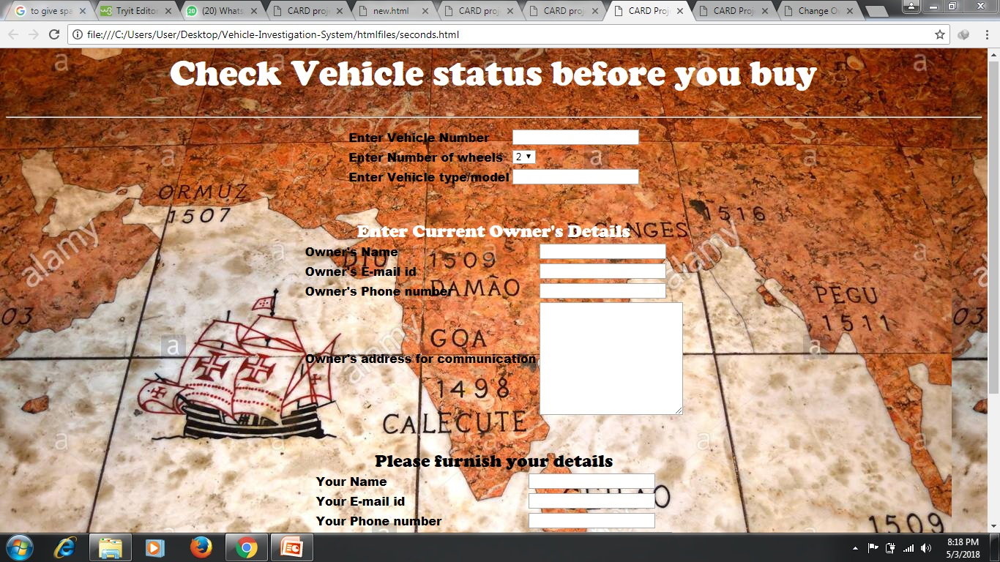 to give spa
Tryit Edito
(20) Whats
CARD proj
new.html
CARD proj
CARD proj
CARD Proj
CARD Proj
Change Ow
file:///C:/Users/User/Desktop/Vehicle-Investigation-System/htmlfiles/seconds.html
Check Vehicle status before you buy
Enter Vehicle Number
Enter Number of wheels 2
Enter Vehicle type/model
ORMUZ
1507
1516
Enter Current Owner's Details
GANGES
Owner's Name
DIU 1509
Owner's E-mail id
Owner's Phone number
DAMÃO
alamy
alamy
alamy
PEGU
1511
03
03
GOA
Owner's address for communication
1498
CALECUTE
Please furnish your details
Your Name
Your E-mail id
Your Phone number
1509
a
a
a
a
a
a
a
a
a
a
a
a
8:18 PM
5/3/2018